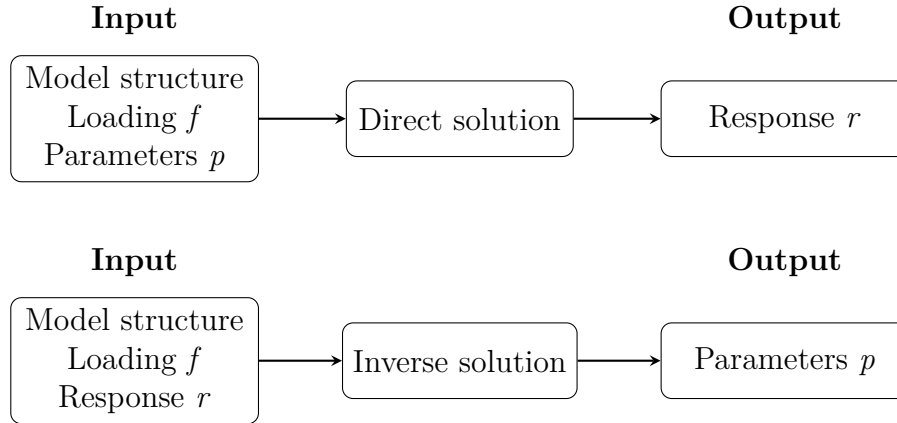 Input
Output
Model structure
Loading f
Parameters p
Direct solution
Response r
Input
Output
Model structure
Loading f
Response r
Inverse solution
Parameters p